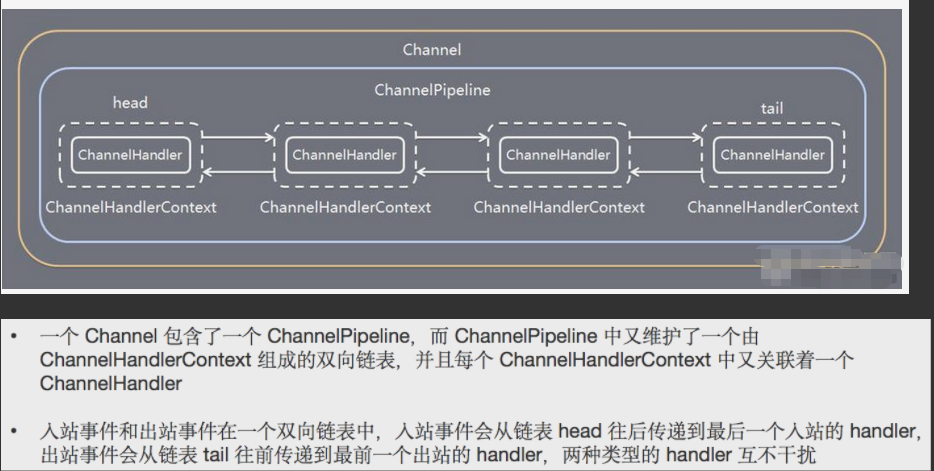 Channel
ChannelPipeline
head
tail
ChannelHandler ChannelHandler ChannelHandler ChannelHandler
ChannelHandlerContext ChannelHandlerContext ChannelHandlerContext ChannelHandlerContext
• 一个 Channel 包含了一个 ChannelPipeline，而 ChannelPipeline 中又维护了一个由
ChannelHandlerContext 组成的双向链表，并且每个 ChannelHandlerContext 中又关联着一个
ChannelHandler
• 入站事件和出站事件在一个双向链表中，入站事件会从链表 head 往后传递到最后一个入站的 handler，
出站事件会从链表 tail 往前传递到最前一个出站的 handler，两种类型的 handler 互不干扰